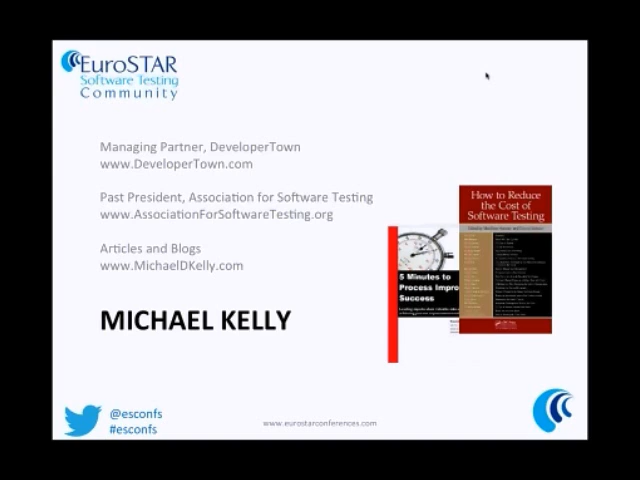 EuroSTAR
Software Testing
Community
Managing Partner, DeveloperTown
www.DeveloperTown.com
Past President, Association for Software Testing
www.AssociationForSoftwareTesting.org
Articles and Blogs
www.MichaelDKelly.com
MICHAEL KELLY
How to Reduce
the Cost of
Software Testing
5 Minutes to
Process Impro
Success
@esconfs
#esconfs
www.eurostarconferences.com